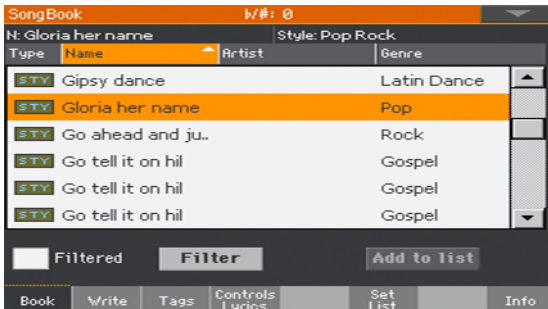 SongBook ♭/#: 0
N: Gloria her name Style: Pop Rock
Type Name Artist Genre
STY Gipsy dance Latin Dance
STY Gloria her name Pop
STY Go ahead and ju.. Rock
STY Go tell it on hil Gospel
STY Go tell it on hil Gospel
STY Go tell it on hil Gospel
Filtered Filter Add to list
Book Write Tags Controls Lyrics Set List Info